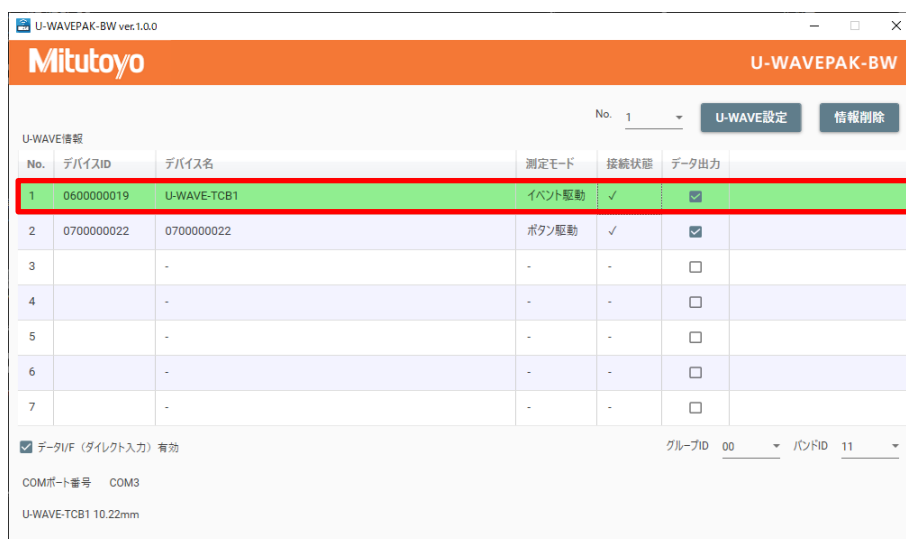 U-WAVEPAK-BW ver.1.0.0
Mitutoyo U-WAVEPAK-BW
No. 1 U-WAVE設定 情報削除
U-WAVE情報
No. デバイスID デバイス名 測定モード 接続状態 データ出力
1 0600000019 U-WAVE-TCB1 イベント駆動 ✓
2 0700000022 0700000022 ボタン駆動 ✓
3 - - -
4 - - -
5 - - -
6 - - -
7 - - -
データI/F（ダイレクト入力）有効 グループID 00 バンドID 11
COMポート番号 COM3
U-WAVE-TCB1 10.22mm